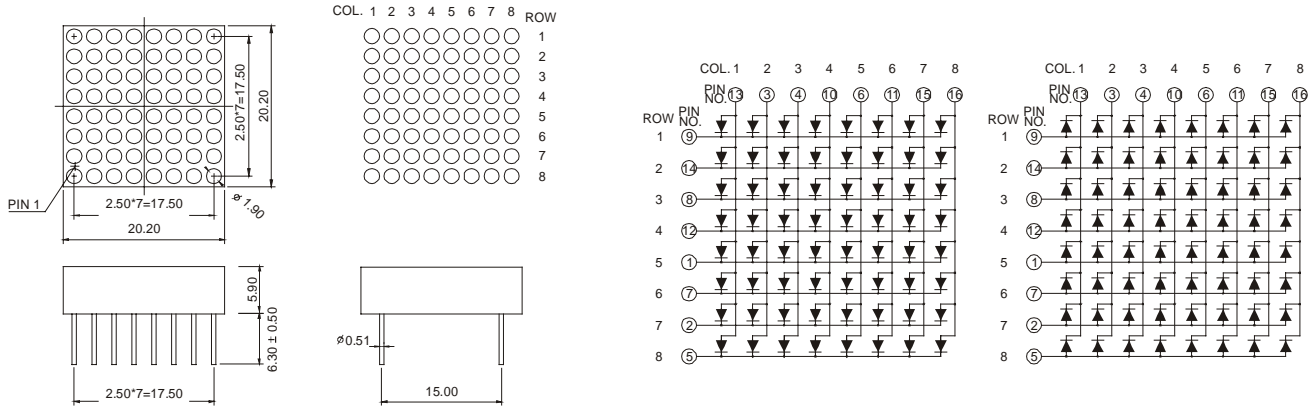 COL. 1 2 3 4 5 6 7 8 ROW
1
2
3
4
5
6
7
8
2.50*7=17.50
20.20
PIN 1
ø 1.90
2.50*7=17.50
20.20
5.90
6.30 ± 0.50
2.50*7=17.50
ø0.51
15.00
COL. 1 2 3 4 5 6 7 8
PIN NO. 13 3 4 10 6 11 15 16
ROW PIN NO.
1 9
2 14
3 8
4 12
5 1
6 7
7 2
8 5
COL. 1 2 3 4 5 6 7 8
PIN NO. 13 3 4 10 6 11 15 16
ROW PIN NO.
1 9
2 14
3 8
4 12
5 1
6 7
7 2
8 5